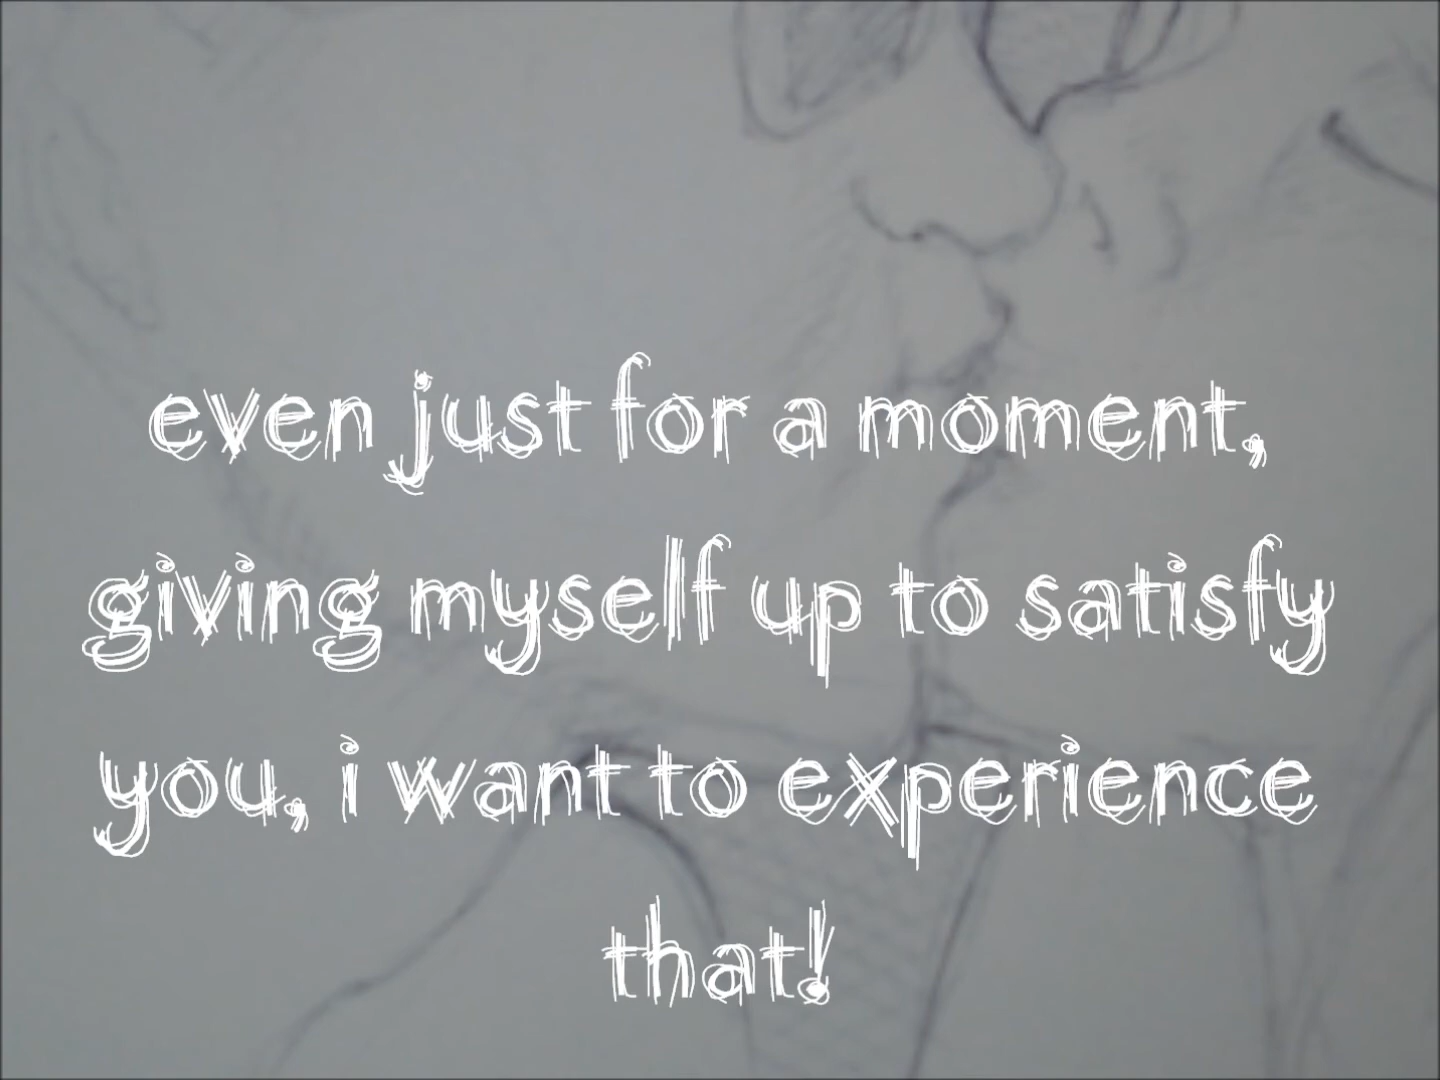 even just for a moment,
giving myself up to satisfy
you, i want to experience
that!